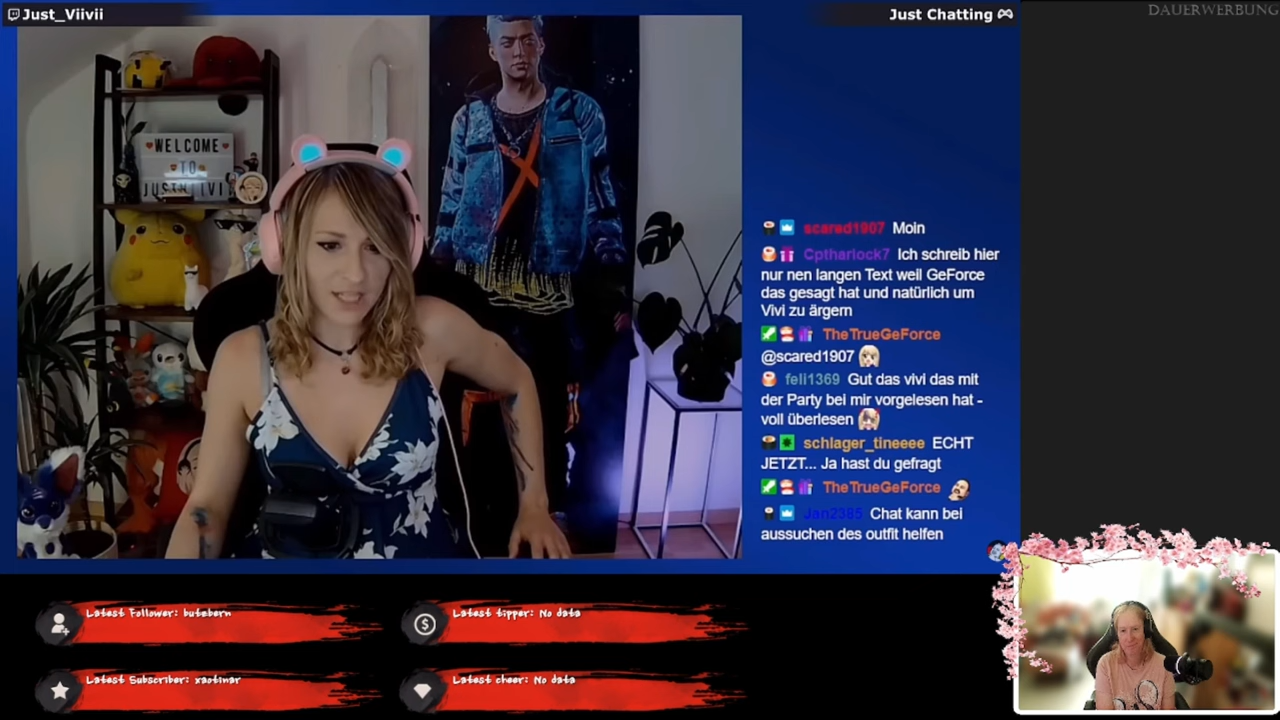 Just_Viivii
Just Chatting
DAUERWERBUNG
WELCOME
TO
scared1907 Moin
Cptharlock7 Ich schreib hier
nur nen langen Text weil GeForce
das gesagt hat und natürlich um
Vivi zu ärgern
TheTrueGeForce
@scared1907
feli1369 Gut das vivi das mit
der Party bei mir vorgelesen hat -
voll überlesen
schlager_tineeee ECHT
JETZT... Ja hast du gefragt
TheTrueGeForce
Jan2385 Chat kann bei
aussuchen des outfit helfen
Latest Follower: butzbern
Latest tipper: No data
Latest Subscriber: xaotinar
Latest cheer: No data